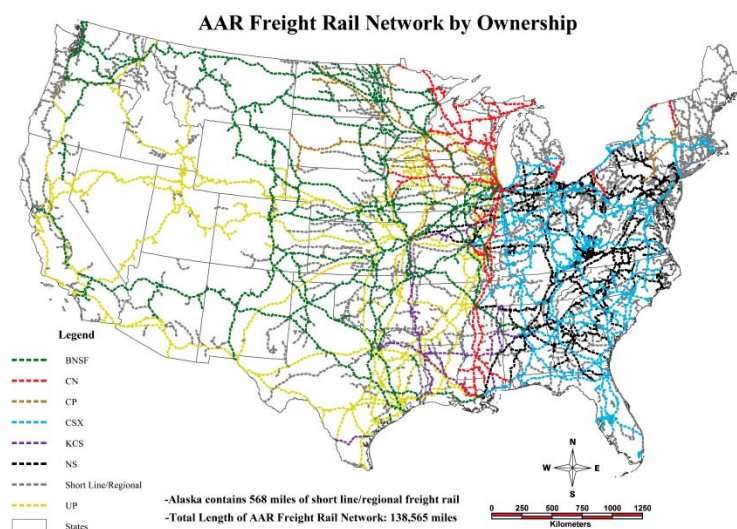 AAR Freight Rail Network by Ownership
Legend
BNSF
CN
CP
CSX
KCS
NS
Short Line/Regional
UP
States
-Alaska contains 568 miles of short line/regional freight rail
-Total Length of AAR Freight Rail Network: 138,565 miles
N
W E
S
0 250 500 750 1000 1250
Kilometers